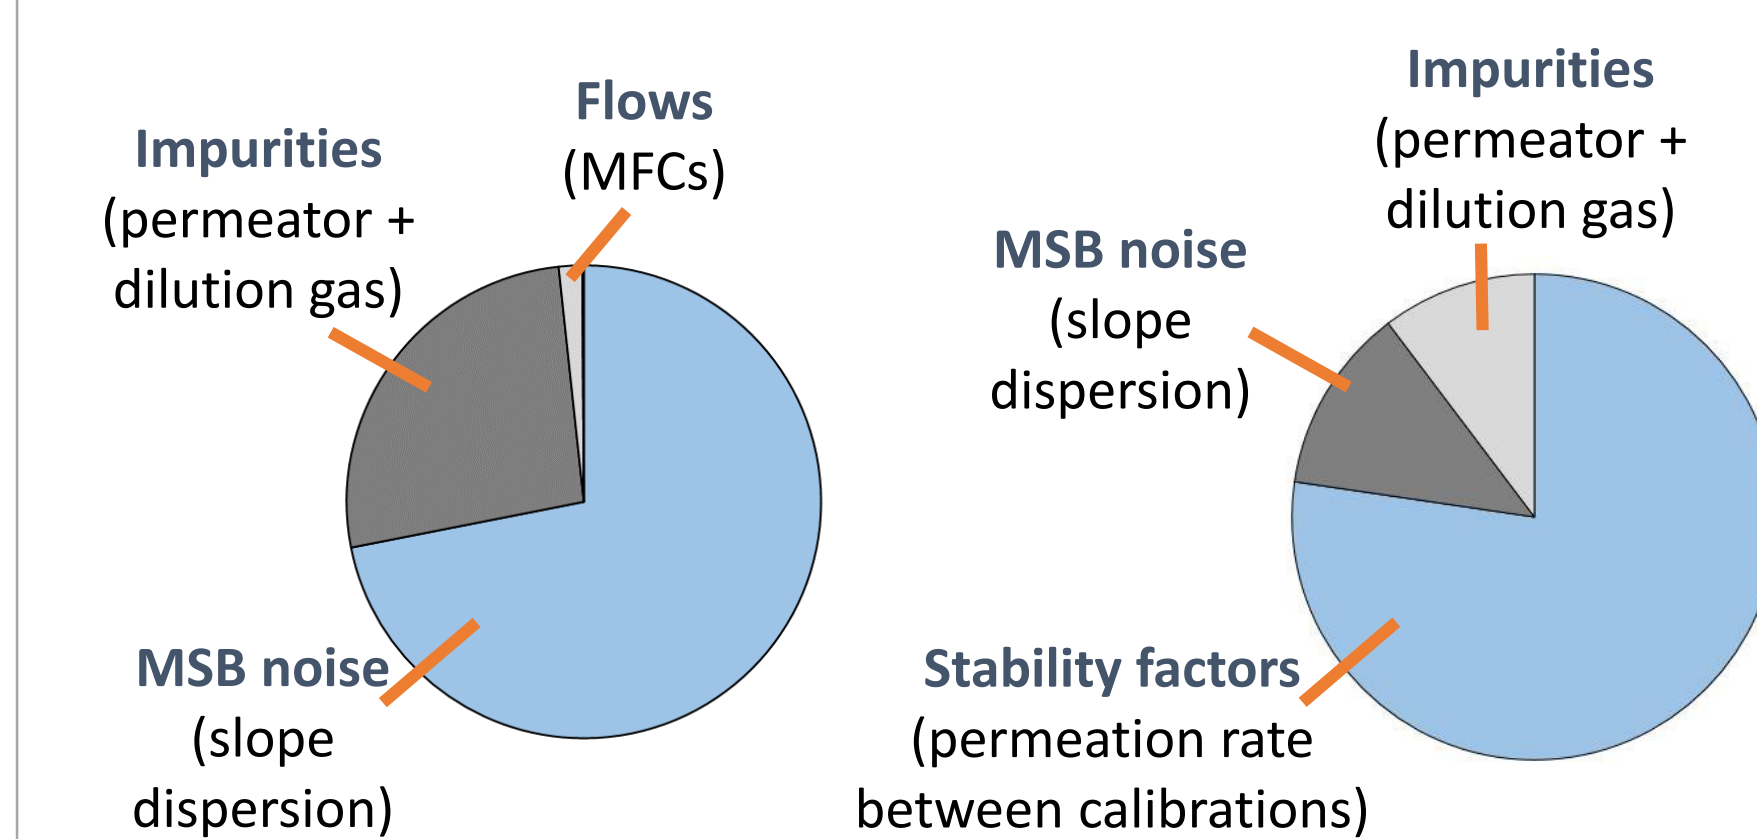 Flows
(MFCs)
Impurities
(permeator +
dilution gas)
MSB noise
(slope
dispersion)
Impurities
(permeator +
dilution gas)
MSB noise
(slope
dispersion)
Stability factors
(permeation rate
between calibrations)